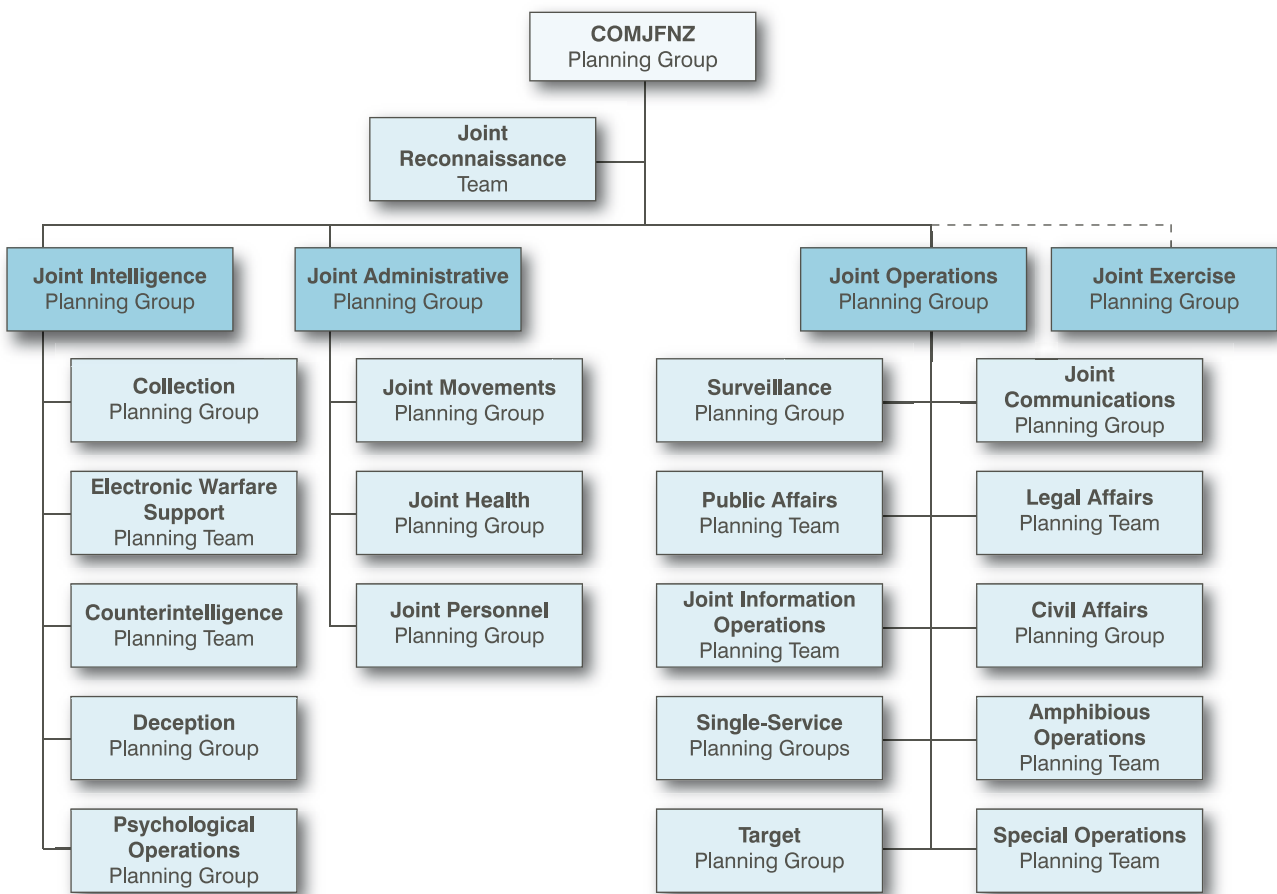 COMJFNZ
Planning Group
Joint
Reconnaissance
Team
Joint Intelligence
Planning Group
Joint Administrative
Planning Group
Joint Operations
Planning Group
Joint Exercise
Planning Group
Collection
Planning Group
Electronic Warfare
Support
Planning Team
Counterintelligence
Planning Team
Deception
Planning Group
Psychological
Operations
Planning Group
Joint Movements
Planning Group
Joint Health
Planning Group
Joint Personnel
Planning Group
Surveillance
Planning Group
Public Affairs
Planning Team
Joint Information
Operations
Planning Team
Single-Service
Planning Groups
Target
Planning Group
Joint
Communications
Planning Group
Legal Affairs
Planning Team
Civil Affairs
Planning Group
Amphibious
Operations
Planning Team
Special Operations
Planning Team